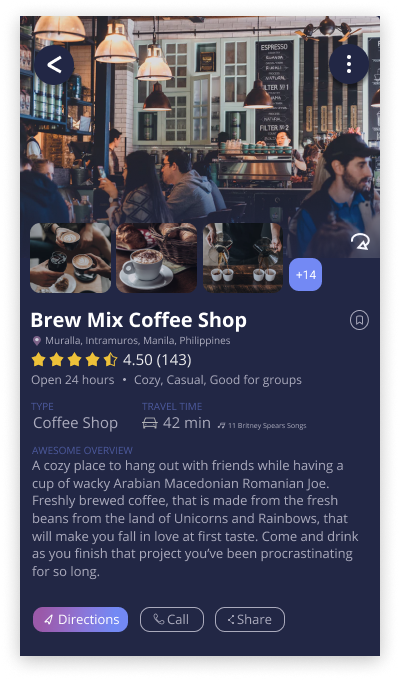 ESPRESSO
NATURAL
FILTER Nº1
FILTER Nº2
+14
Brew Mix Coffee Shop
Muralla, Intramuros, Manila, Philippines
4.50 (143)
Open 24 hours • Cozy, Casual, Good for groups
TYPE
TRAVEL TIME
Coffee Shop
42 min
11 Britney Spears Songs
AWESOME OVERVIEW
A cozy place to hang out with friends while having a
cup of wacky Arabian Macedonian Romanian Joe.
Freshly brewed coffee, that is made from the fresh
beans from the land of Unicorns and Rainbows, that
will make you fall in love at first taste. Come and drink
as you finish that project you’ve been procrastinating
for so long.
Directions
Call
Share